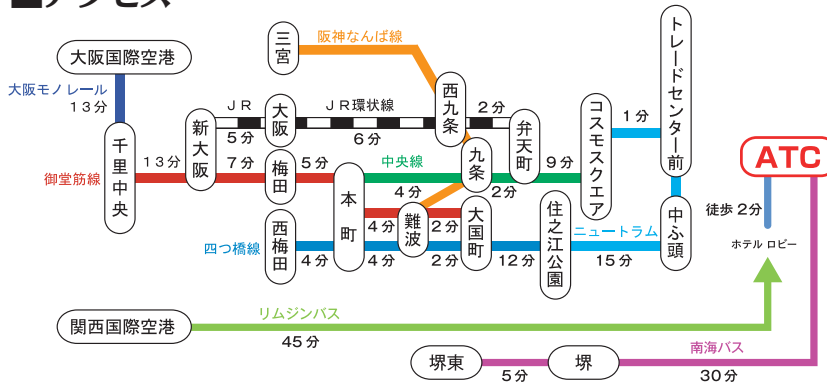 ■アクセス
トレードセンター前
三宮
阪神なんば線
大阪国際空港
大阪モノレール
13分
JR
5分
大阪
JR環状線
6分
西九条
2分
弁天町
コスモスクエア
1分
千里中央
新大阪
御堂筋線
13分
7分
梅田
5分
本町
中央線
4分
九条
2分
9分
ATC
徒歩 2分
ホテル ロビー
4分
難波
2分
大国町
住之江公園
ニュートラム
中ふ頭
四つ橋線
西梅田
4分
4分
2分
12分
15分
関西国際空港
リムジンバス
45分
堺東
5分
堺
南海バス
30分